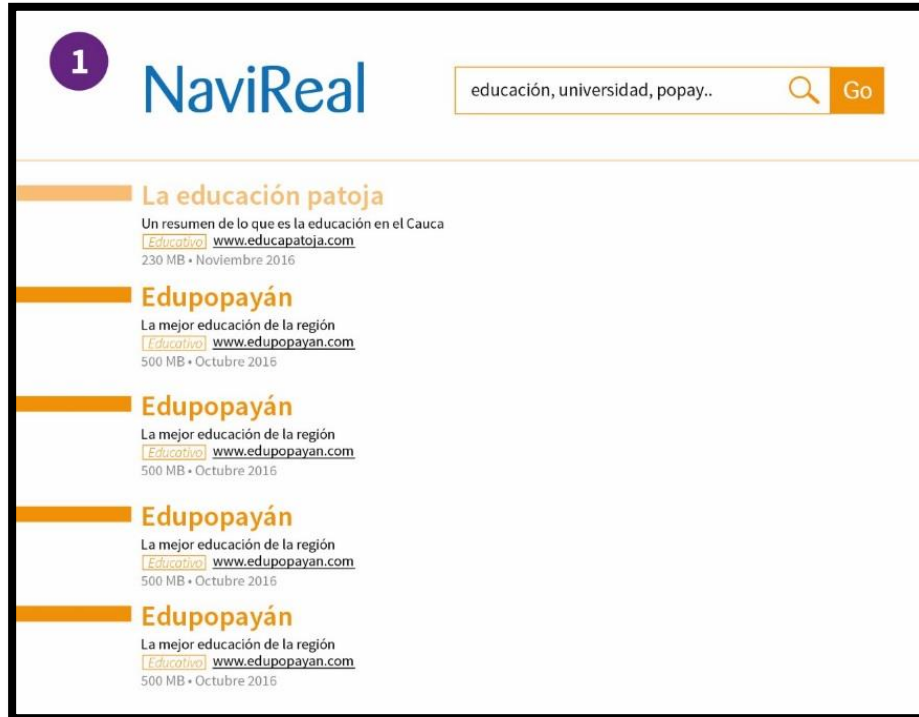 1
NaviReal
educación, universidad, popay..
Go
La educación patoja
Un resumen de lo que es la educación en el Cauca
Educativo www.educapatoja.com
230 MB • Noviembre 2016
Edupopayán
La mejor educación de la región
Educativo www.edupopayan.com
500 MB • Octubre 2016
Edupopayán
La mejor educación de la región
Educativo www.edupopayan.com
500 MB • Octubre 2016
Edupopayán
La mejor educación de la región
Educativo www.edupopayan.com
500 MB • Octubre 2016
Edupopayán
La mejor educación de la región
Educativo www.edupopayan.com
500 MB • Octubre 2016